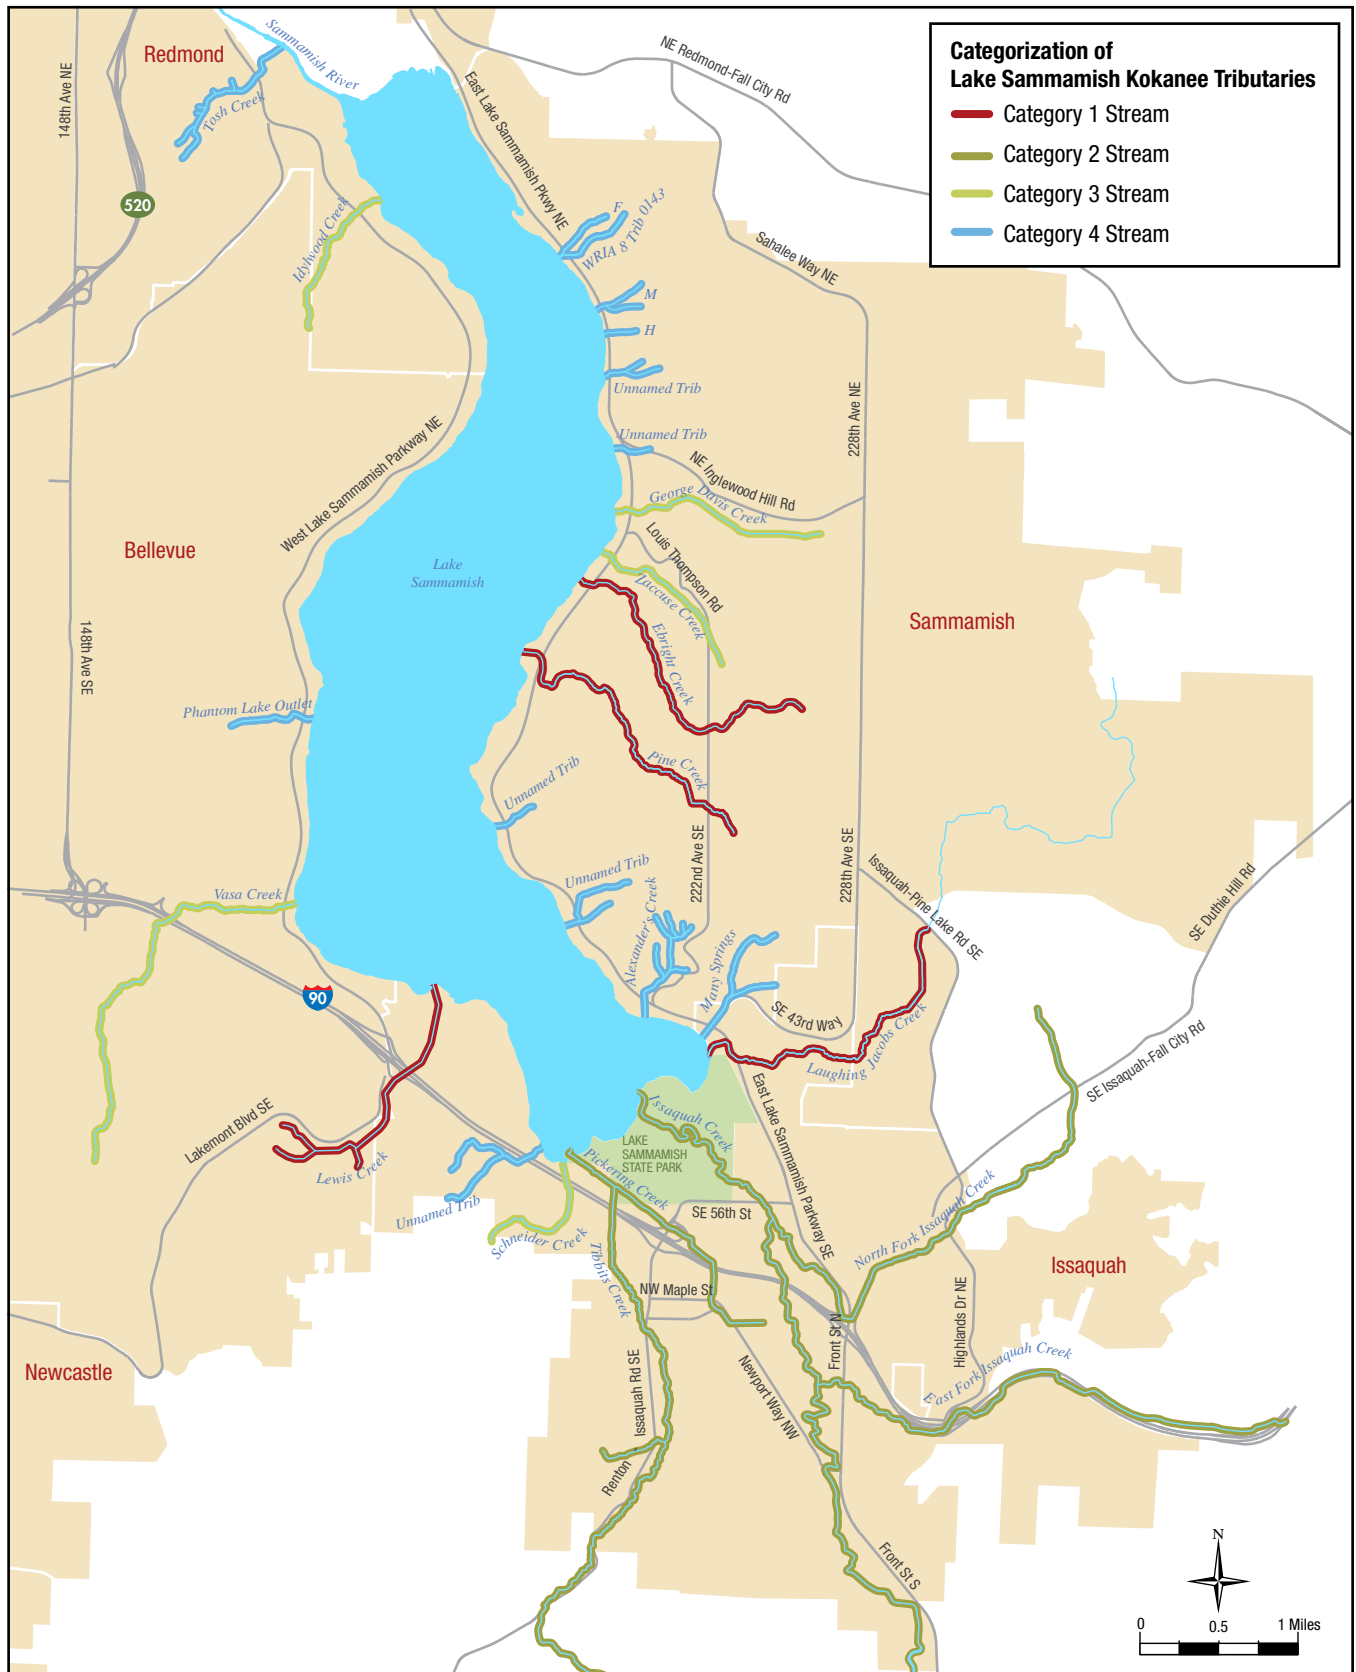 Categorization of
Lake Sammamish Kokanee Tributaries
Category 1 Stream
Category 2 Stream
Category 3 Stream
Category 4 Stream
Redmond
Sammamish River
148th Ave NE
Tosh Creek
520
Idylwood Creek
East Lake Sammamish Pkwy NE
NE Redmond-Fall City Rd
F
WRIA 8 Trib 0143
Sahalee Way NE
M
H
Unnamed Trib
Unnamed Trib
228th Ave NE
West Lake Sammamish Parkway NE
NE Inglewood Hill Rd
George Davis Creek
Bellevue
Lake
Sammamish
Louis Thompson Rd
Zaccuse Creek
Sammamish
Ebright Creek
148th Ave SE
Phantom Lake Outlet
Pine Creek
Unnamed Trib
222nd Ave SE
228th Ave SE
Issaquah-Pine Lake Rd SE
SE Duthie Hill Rd
Vasa Creek
Unnamed Trib
Alexander's Creek
Many Springs
90
SE 43rd Way
Laughing Jacobs Creek
SE Issaquah-Fall City Rd
Lakemont Blvd SE
Lewis Creek
Issaquah Creek
LAKE
SAMMAMISH
STATE PARK
East Lake Sammamish Parkway SE
Pickering Creek
Unnamed Trib
Schneider Creek
SE 56th St
North Fork Issaquah Creek
Tibbits Creek
Issaquah
NW Maple St
Highlands Dr NE
Front St N
Newcastle
East Fork Issaquah Creek
Newport Way NW
Renton - Issaquah Rd SE
Front St S
N
0 0.5 1 Miles